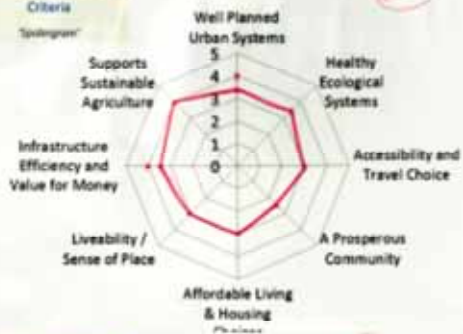 Criteria
"Spidergram"
Well Planned
Urban Systems
Healthy
Ecological
Systems
Accessibility and
Travel Choice
A Prosperous
Community
Affordable Living
& Housing
Choices
Liveability /
Sense of Place
Infrastructure
Efficiency and
Value for Money
Supports
Sustainable
Agriculture
5
4
3
2
1
0